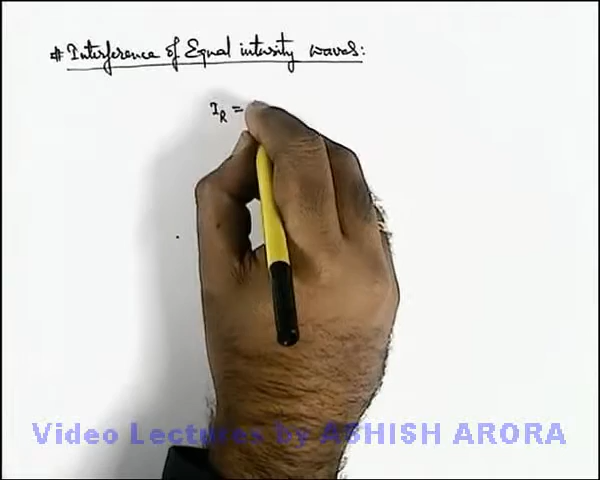 # Interference of Equal intensity waves:
I_R =
Video Lectures by ASHISH ARORA